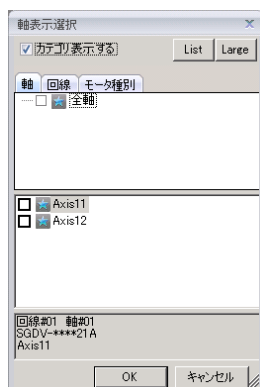 軸表示選択
カテゴリ表示する
List Large
軸 回線 モータ種別
全軸
Axis11
Axis12
回線#01 軸#01
SGDV-****21A
Axis11
OK キャンセル